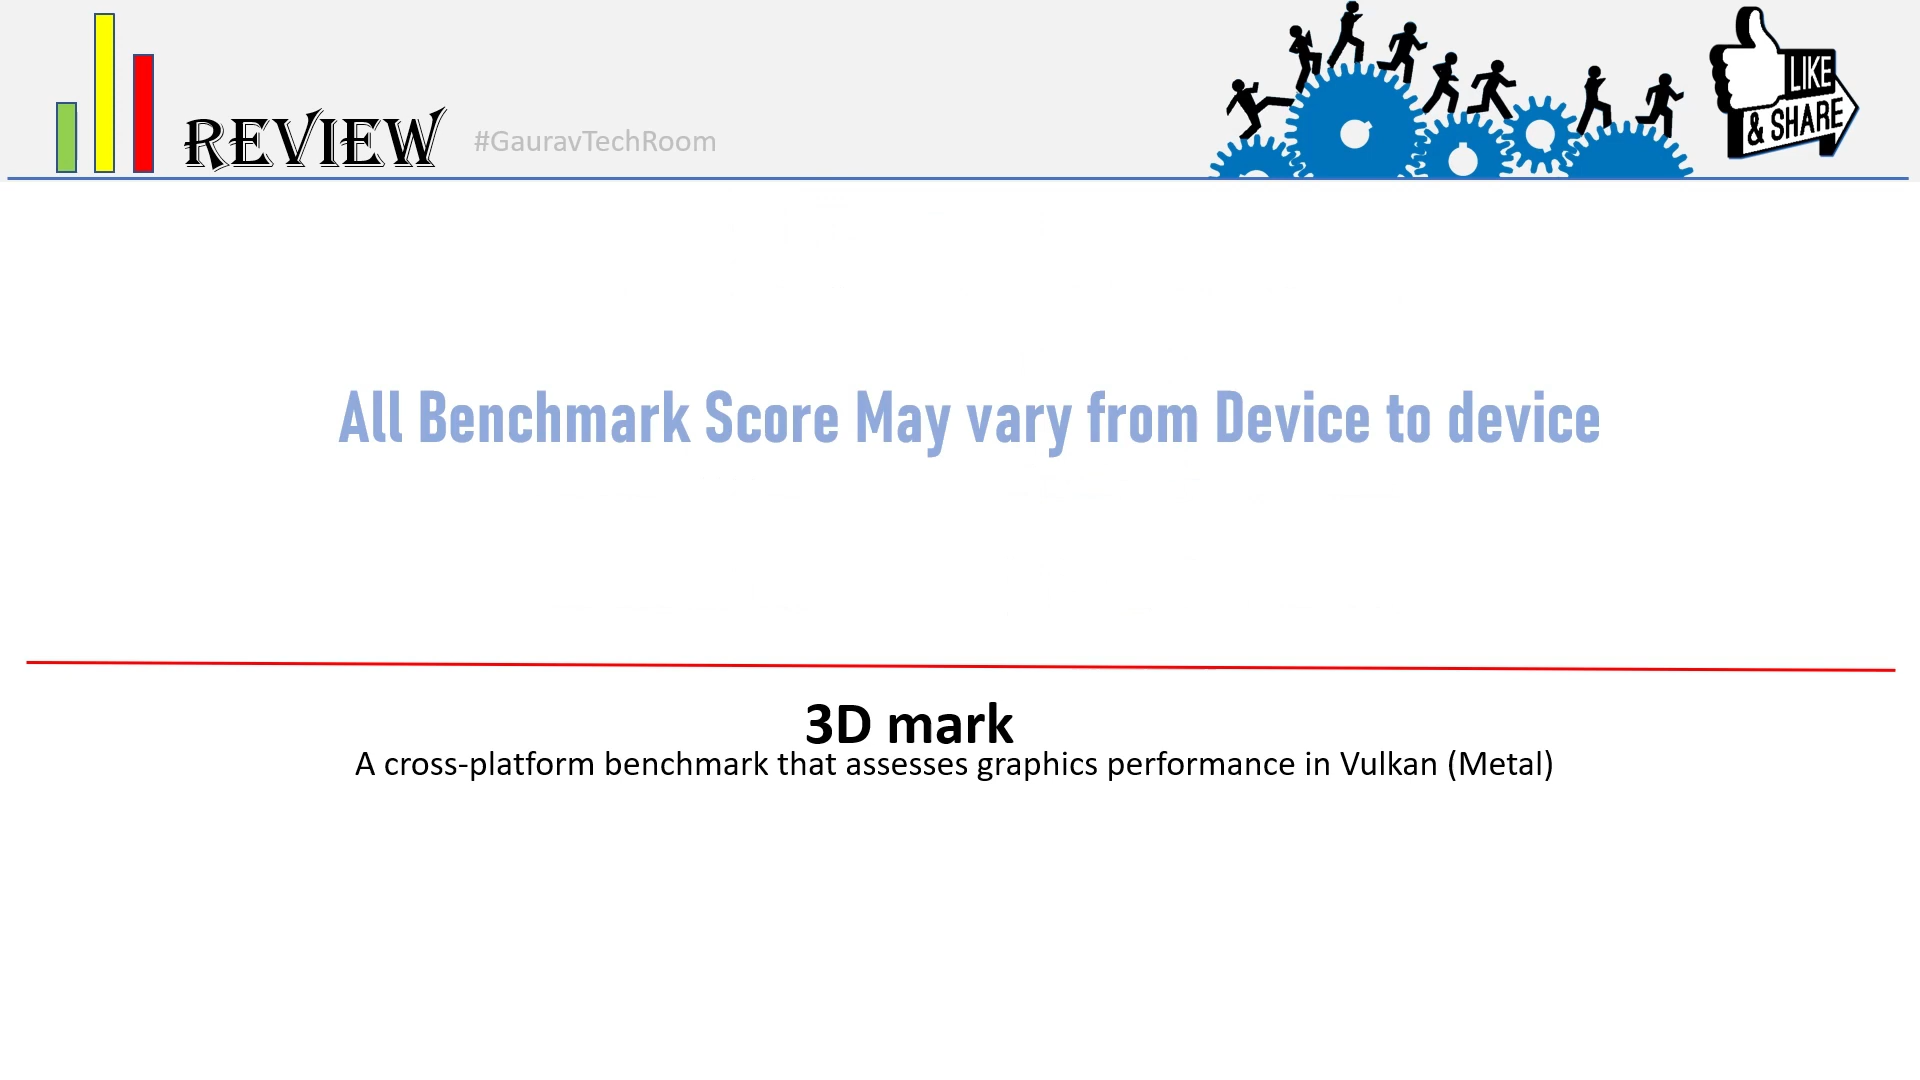 REVIEW #GauravTechRoom
LIKE
& SHARE
All Benchmark Score May vary from Device to device
3D mark
A cross-platform benchmark that assesses graphics performance in Vulkan (Metal)